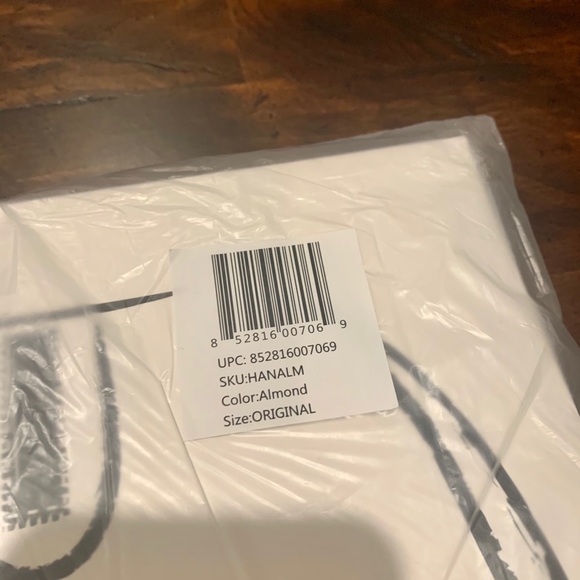 8 52816 00706 9
UPC: 852816007069
SKU:HANALM
Color:Almond
Size:ORIGINAL